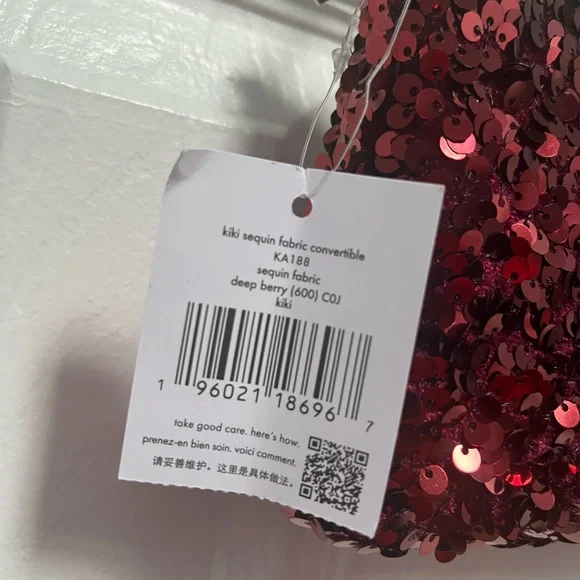 kiki sequin fabric convertible
KA188
sequin fabric
deep berry (600) C0J
kiki
1 96021 18696 7
take good care. here's how.
prenez-en bien soin. voici comment.
请妥善维护。这里是具体做法。